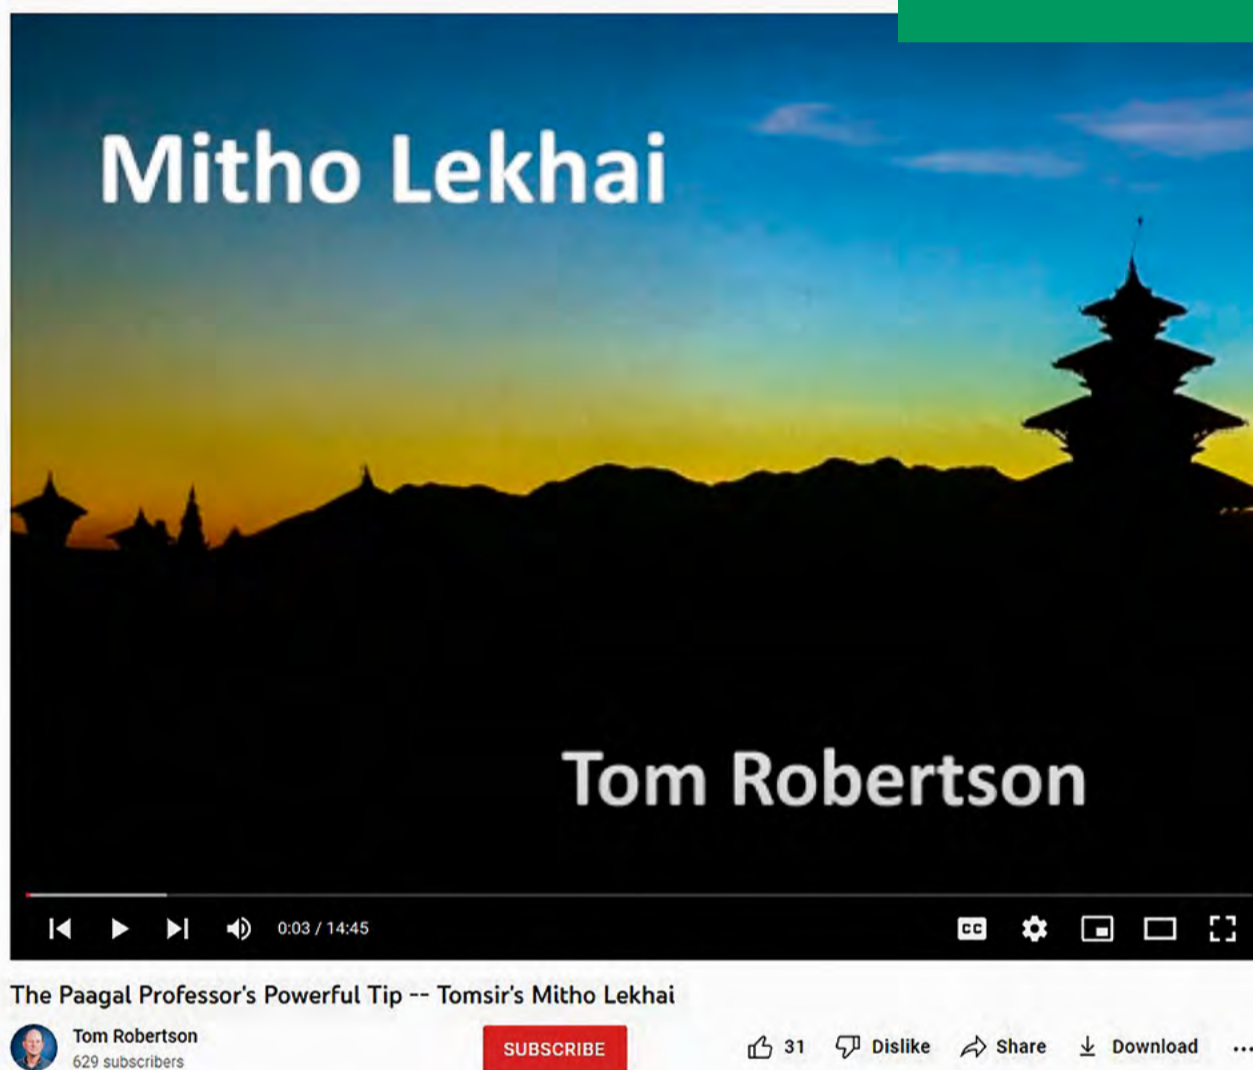 Mitho Lekhai
Tom Robertson
0:03 / 14:45
CC
The Paagal Professor's Powerful Tip -- Tomsir's Mitho Lekhai
Tom Robertson
629 subscribers
SUBSCRIBE
31
Dislike
Share
Download